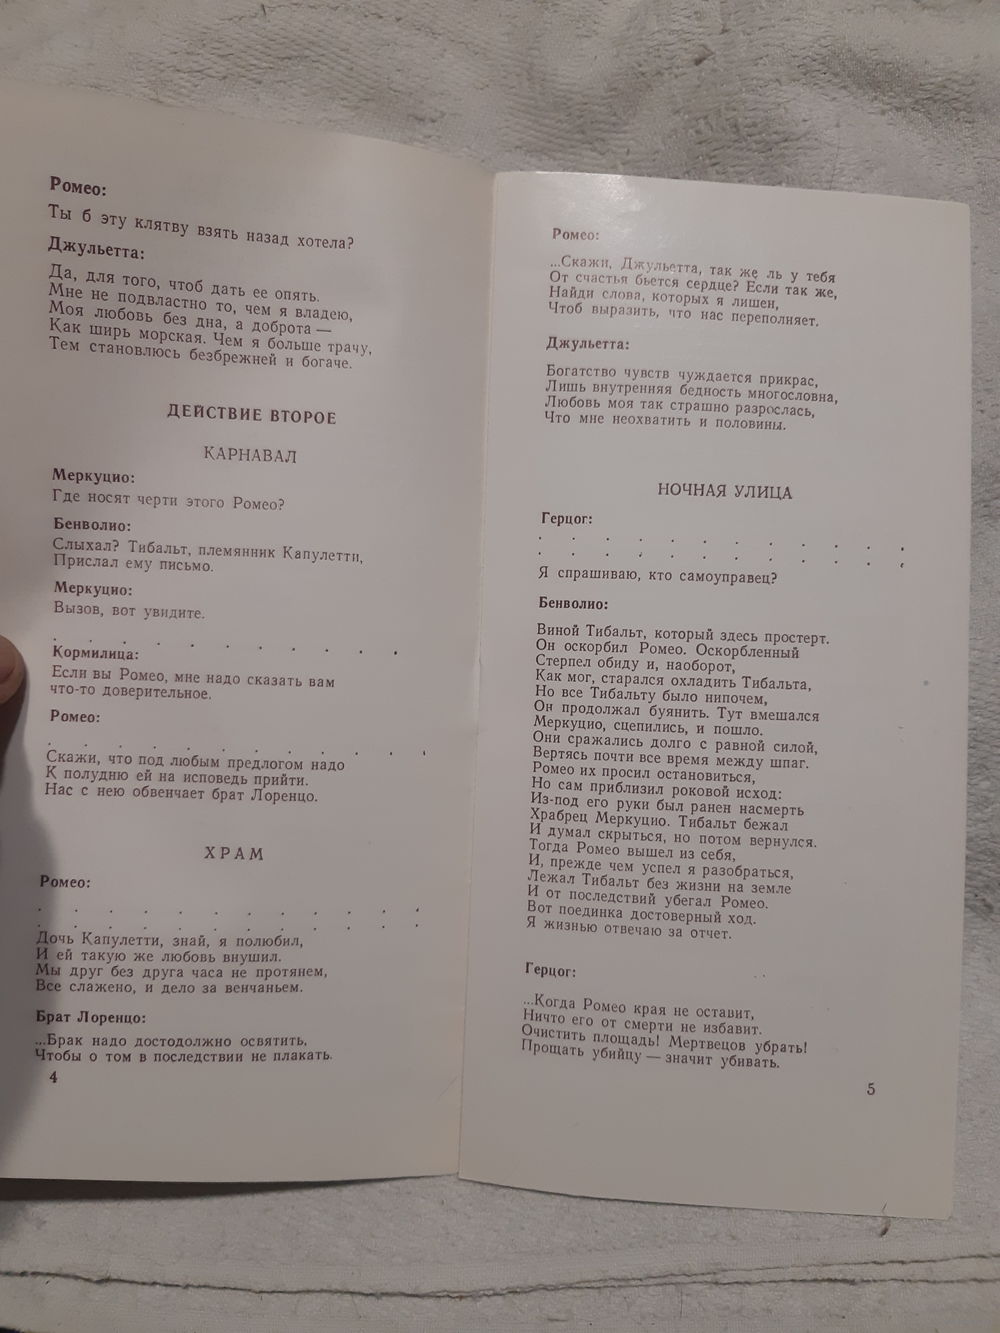 Ромео:
Ты б эту клятву взять назад хотела?
Джульетта:
Да, для того, чтоб дать ее опять.
Мне не подвластно то, чем я владею,
Моя любовь без дна, а доброта —
Как ширь морская. Чем я больше трачу,
Тем становлюсь безбрежней и богаче.
ДЕЙСТВИЕ ВТОРОЕ
КАРНАВАЛ
Меркуцио:
Где носят черти этого Ромео?
Бенволио:
Слыхал? Тибальт, племянник Капулетти,
Прислал ему письмо.
Меркуцио:
Вызов, вот увидите.
. . . . . . . . . . .
Кормилица:
Если вы Ромео, мне надо сказать вам
что-то доверительное.
Ромео:
. . . . . . . . . . . .
Скажи, что под любым предлогом надо
К полудню ей на исповедь прийти.
Нас с нею обвенчает брат Лоренцо.
ХРАМ
Ромео:
. . . . . . . . . . . .
. . . . . . . . . . . .
Дочь Капулетти, знай, я полюбил,
И ей такую же любовь внушил.
Мы друг без друга часа не протянем,
Все слажено, и дело за венчаньем.
Брат Лоренцо:
...Брак надо достодолжно освятить,
Чтобы о том в последствии не плакать.
4
Ромео:
...Скажи, Джульетта, так же ль у тебя
От счастья бьется сердце? Если так же,
Найди слова, которых я лишен,
Чтоб выразить, что нас переполняет.
Джульетта:
Богатство чувств чуждается прикрас,
Лишь внутренняя бедность многословна,
Любовь моя так страшно разрослась,
Что мне неохватить и половины.
НОЧНАЯ УЛИЦА
Герцог:
. . . . . . . . . . . .
. . . . . . . . . . . .
Я спрашиваю, кто самоуправец?
Бенволио:
Виной Тибальт, который здесь простерт.
Он оскорбил Ромео. Оскорбленный
Стерпел обиду и, наоборот,
Как мог, старался охладить Тибальта,
Но все Тибальту было нипочем,
Он продолжал буянить. Тут вмешался
Меркуцио, сцепились, и пошло.
Они сражались долго с равной силой,
Вертясь почти все время между шпаг.
Ромео их просил остановиться,
Но сам приблизил роковой исход:
Из-под его руки был ранен насмерть
Храбрец Меркуцио. Тибальт бежал
И думал скрыться, но потом вернулся.
Тогда Ромео вышел из себя,
И, прежде чем успел я разобраться,
Лежал Тибальт без жизни на земле
И от последствий убегал Ромео.
Вот поединка достоверный ход.
Я жизнью отвечаю за отчет.
Герцог:
...Когда Ромео края не оставит,
Ничто его от смерти не избавит.
Очистить площадь! Мертвецов убрать!
Прощать убийцу — значит убивать.
5